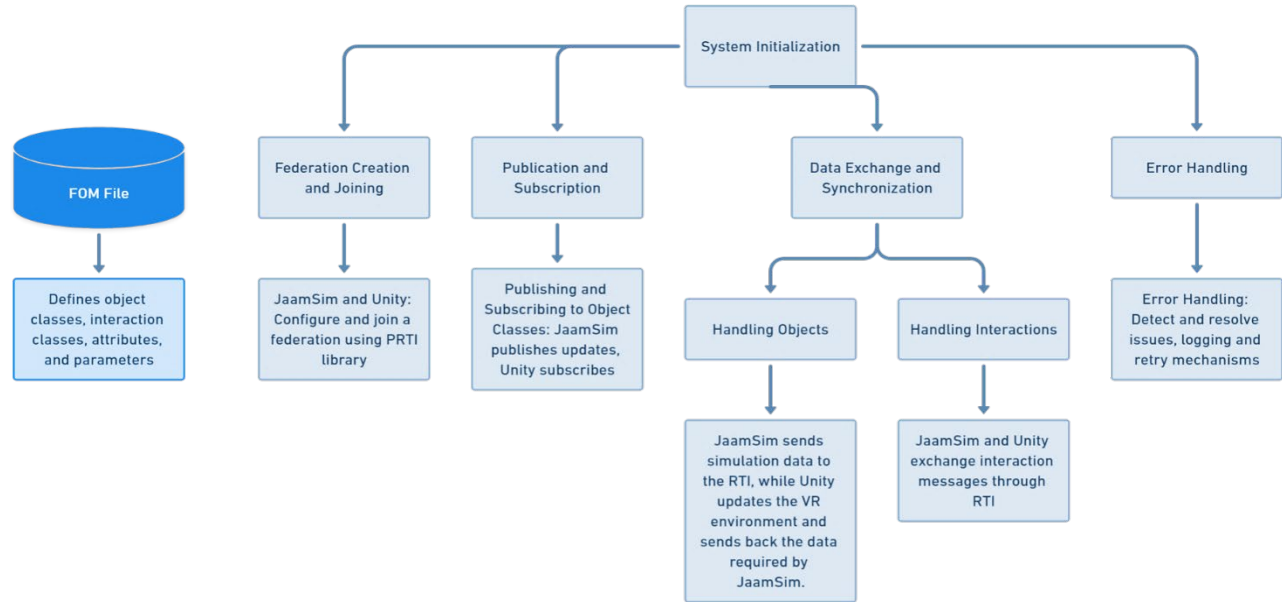 System Initialization
FOM File
Defines object
classes, interaction
classes, attributes,
and parameters
Federation Creation
and Joining
JaamSim and Unity:
Configure and join a
federation using PRTI
library
Publication and
Subscription
Publishing and
Subscribing to Object
Classes: JaamSim
publishes updates,
Unity subscribes
Data Exchange and
Synchronization
Handling Objects
JaamSim sends
simulation data to
the RTI, while Unity
updates the VR
environment and
sends back the data
required by
JaamSim.
Handling Interactions
JaamSim and Unity
exchange interaction
messages through
RTI
Error Handling
Error Handling:
Detect and resolve
issues, logging and
retry mechanisms